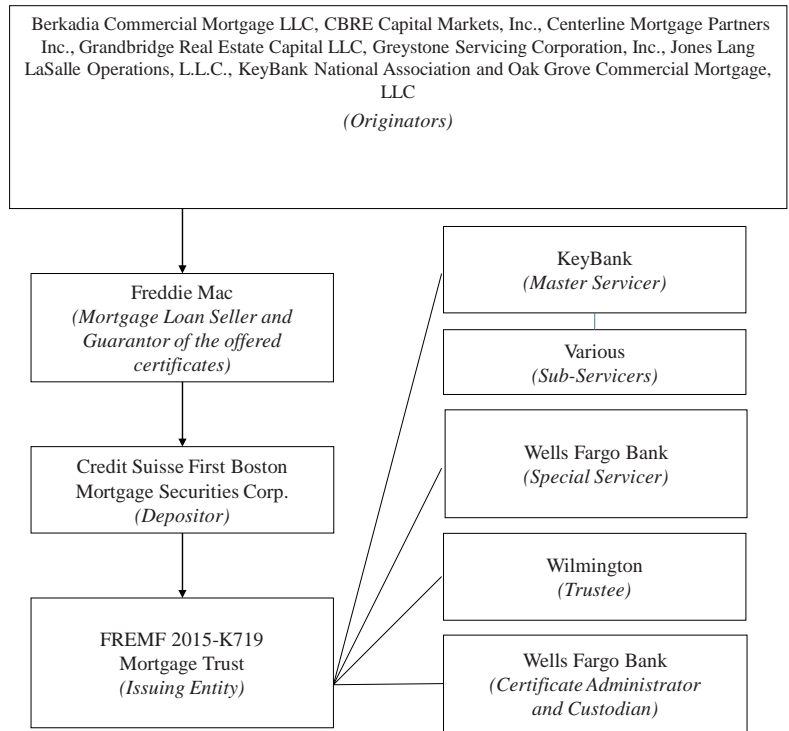 Berkadia Commercial Mortgage LLC, CBRE Capital Markets, Inc., Centerline Mortgage Partners
Inc., Grandbridge Real Estate Capital LLC, Greystone Servicing Corporation, Inc., Jones Lang
LaSalle Operations, L.L.C., KeyBank National Association and Oak Grove Commercial Mortgage,
LLC
(Originators)
Freddie Mac
(Mortgage Loan Seller and
Guarantor of the offered
certificates)
Credit Suisse First Boston
Mortgage Securities Corp.
(Depositor)
FREMF 2015-K719
Mortgage Trust
(Issuing Entity)
KeyBank
(Master Servicer)
Various
(Sub-Servicers)
Wells Fargo Bank
(Special Servicer)
Wilmington
(Trustee)
Wells Fargo Bank
(Certificate Administrator
and Custodian)